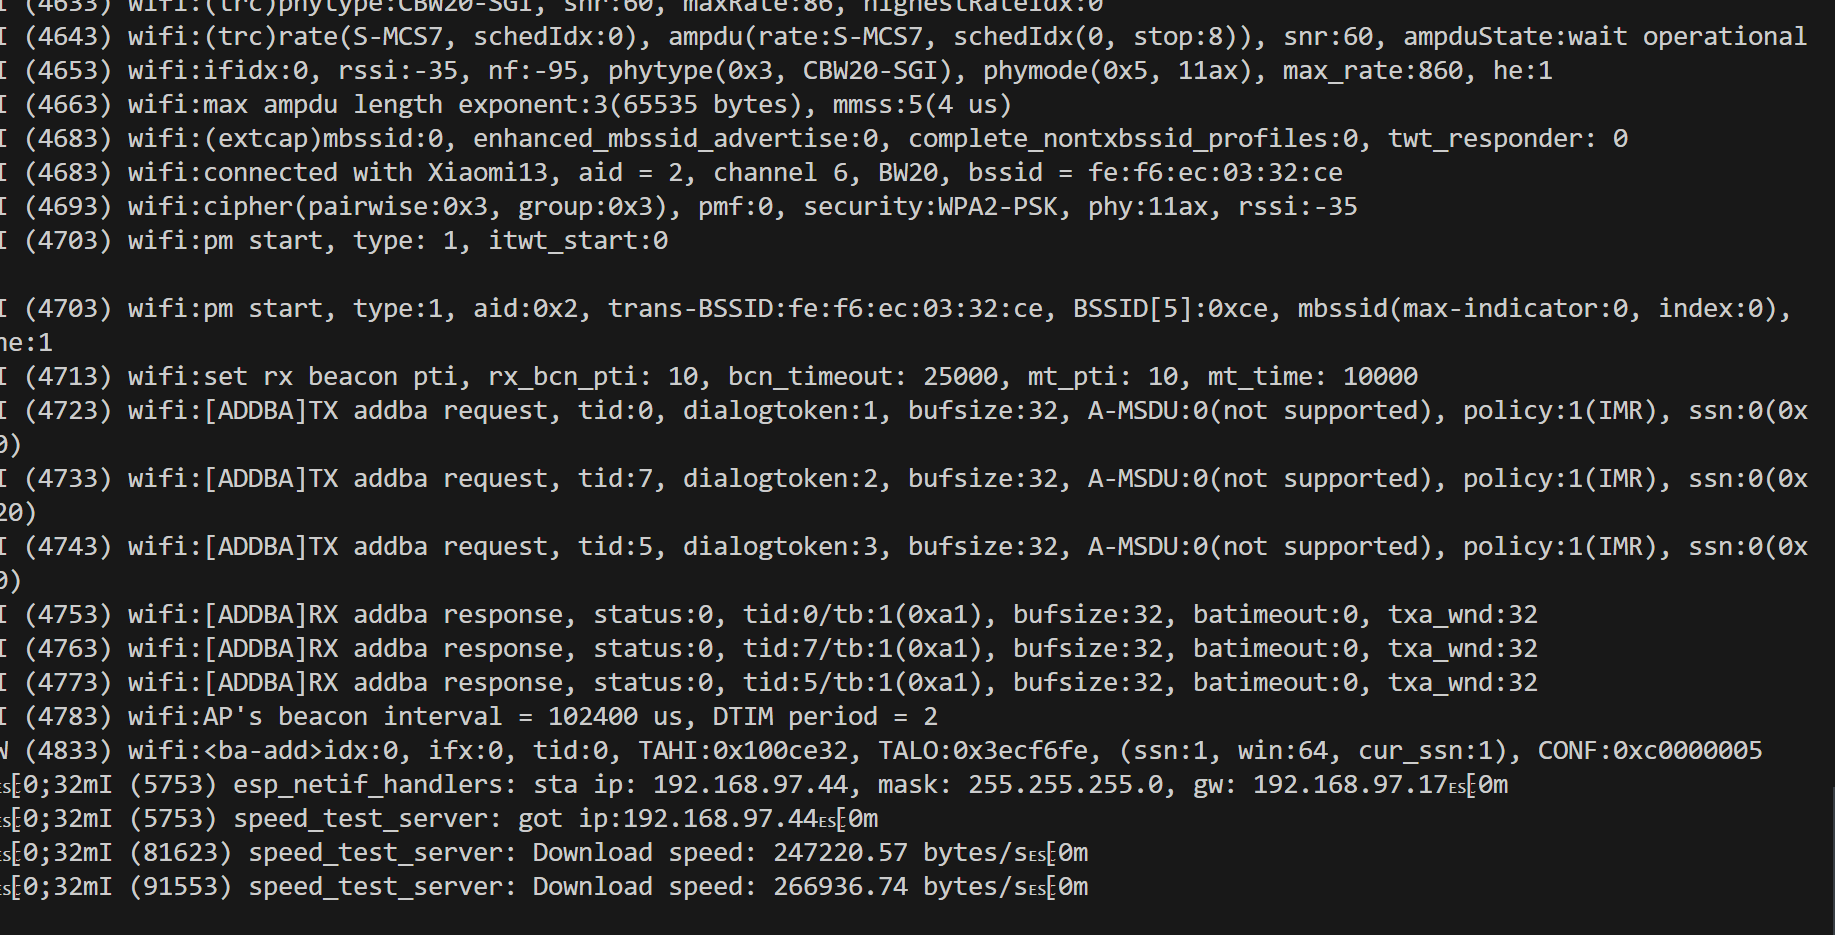 I (4633) wifi:(trc)phytype:CBW20-SGI, snr:60, maxRate:86, highestRateIdx:0
I (4643) wifi:(trc)rate(S-MCS7, schedIdx:0), ampdu(rate:S-MCS7, schedIdx(0, stop:8)), snr:60, ampduState:wait operational
I (4653) wifi:ifidx:0, rssi:-35, nf:-95, phytype(0x3, CBW20-SGI), phymode(0x5, 11ax), max_rate:860, he:1
I (4663) wifi:max ampdu length exponent:3(65535 bytes), mmss:5(4 us)
I (4683) wifi:(extcap)mbssid:0, enhanced_mbssid_advertise:0, complete_nontxbssid_profiles:0, twt_responder: 0
I (4683) wifi:connected with Xiaomi13, aid = 2, channel 6, BW20, bssid = fe:f6:ec:03:32:ce
I (4693) wifi:cipher(pairwise:0x3, group:0x3), pmf:0, security:WPA2-PSK, phy:11ax, rssi:-35
I (4703) wifi:pm start, type: 1, itwt_start:0
I (4703) wifi:pm start, type:1, aid:0x2, trans-BSSID:fe:f6:ec:03:32:ce, BSSID[5]:0xce, mbssid(max-indicator:0, index:0),
he:1
I (4713) wifi:set rx beacon pti, rx_bcn_pti: 10, bcn_timeout: 25000, mt_pti: 10, mt_time: 10000
I (4723) wifi:[ADDBA]TX addba request, tid:0, dialogtoken:1, bufsize:32, A-MSDU:0(not supported), policy:1(IMR), ssn:0(0x
0)
I (4733) wifi:[ADDBA]TX addba request, tid:7, dialogtoken:2, bufsize:32, A-MSDU:0(not supported), policy:1(IMR), ssn:0(0x
20)
I (4743) wifi:[ADDBA]TX addba request, tid:5, dialogtoken:3, bufsize:32, A-MSDU:0(not supported), policy:1(IMR), ssn:0(0x
0)
I (4753) wifi:[ADDBA]RX addba response, status:0, tid:0/tb:1(0xa1), bufsize:32, batimeout:0, txa_wnd:32
I (4763) wifi:[ADDBA]RX addba response, status:0, tid:7/tb:1(0xa1), bufsize:32, batimeout:0, txa_wnd:32
I (4773) wifi:[ADDBA]RX addba response, status:0, tid:5/tb:1(0xa1), bufsize:32, batimeout:0, txa_wnd:32
I (4783) wifi:AP's beacon interval = 102400 us, DTIM period = 2
W (4833) wifi:<ba-add>idx:0, ifx:0, tid:0, TAHI:0x100ce32, TALO:0x3ecf6fe, (ssn:1, win:64, cur_ssn:1), CONF:0xc0000005
ES[0;32mI (5753) esp_netif_handlers: sta ip: 192.168.97.44, mask: 255.255.255.0, gw: 192.168.97.17ES[0m
ES[0;32mI (5753) speed_test_server: got ip:192.168.97.44ES[0m
ES[0;32mI (81623) speed_test_server: Download speed: 247220.57 bytes/sES[0m
ES[0;32mI (91553) speed_test_server: Download speed: 266936.74 bytes/sES[0m